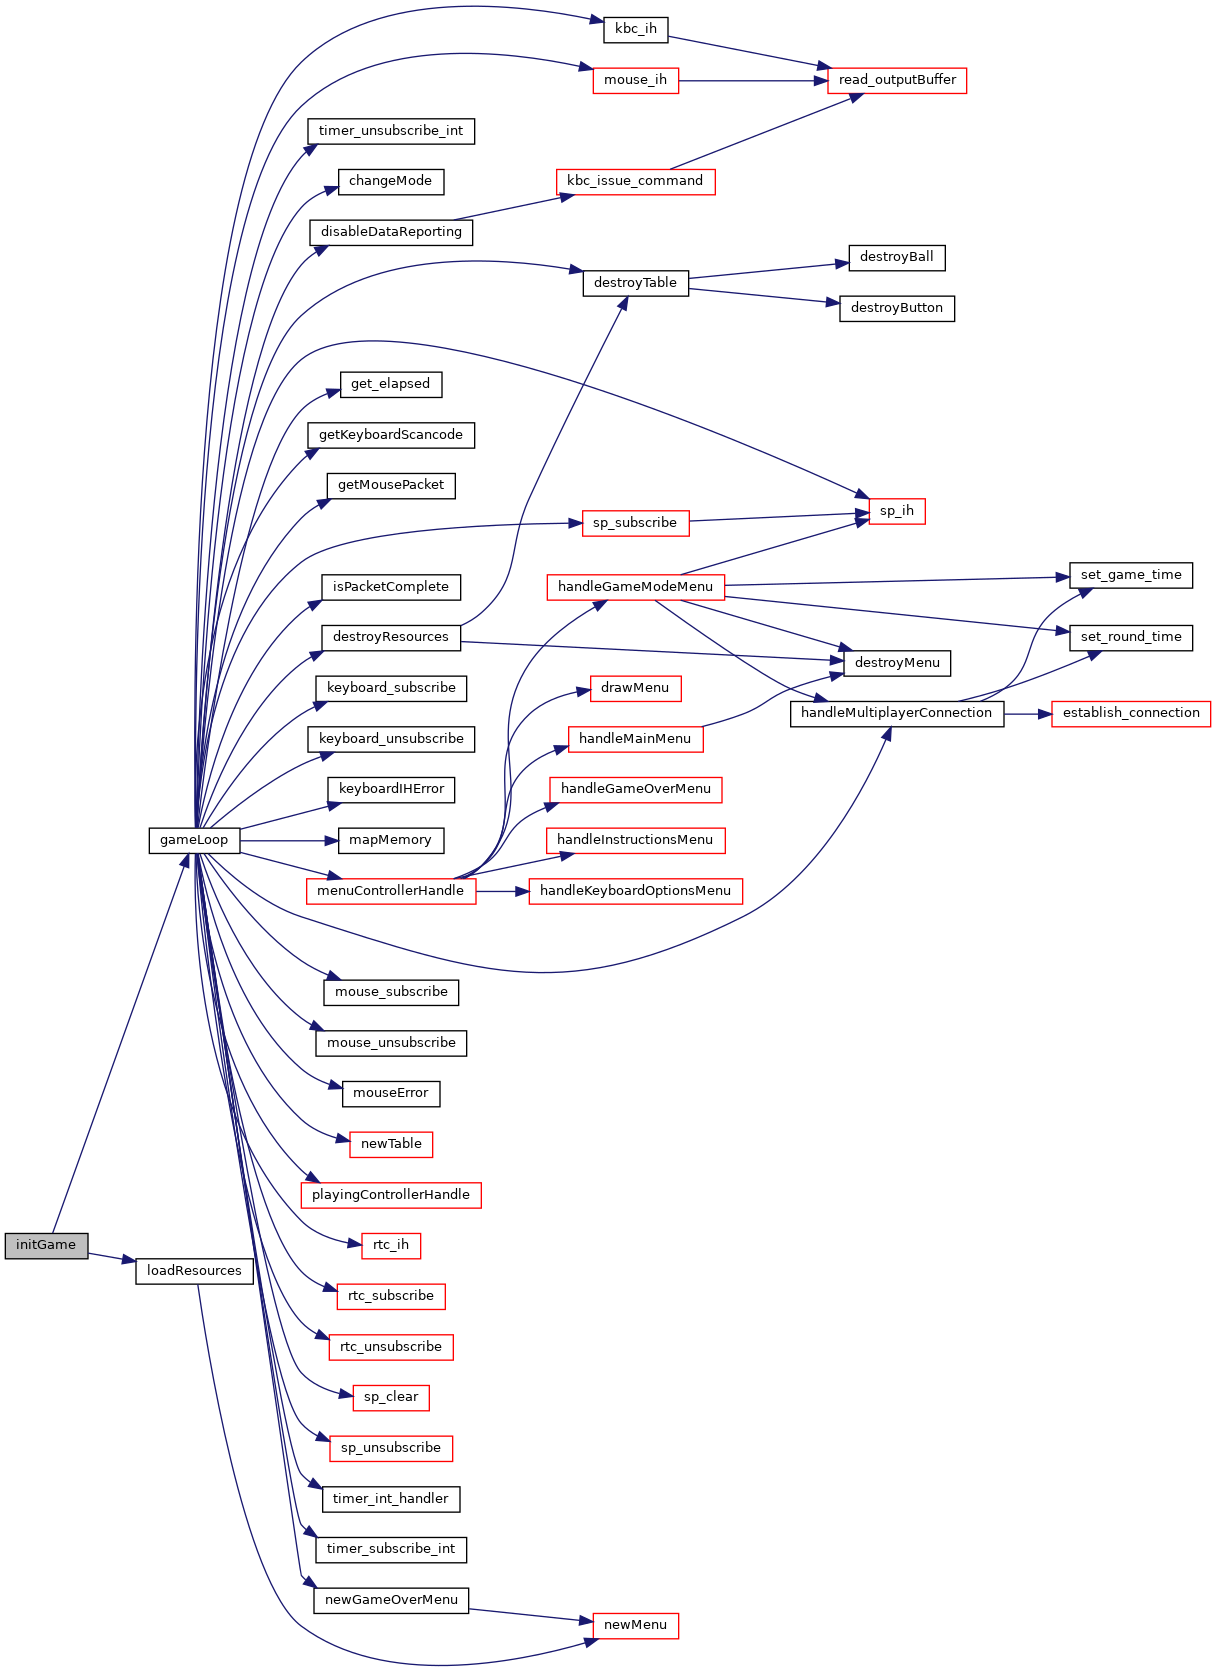 kbc_ih
mouse_ih
read_outputBuffer
timer_unsubscribe_int
changeMode
kbc_issue_command
disableDataReporting
destroyBall
destroyTable
destroyButton
get_elapsed
getKeyboardScancode
getMousePacket
sp_ih
sp_subscribe
set_game_time
isPacketComplete
handleGameModeMenu
destroyResources
set_round_time
destroyMenu
keyboard_subscribe
drawMenu
handleMultiplayerConnection
establish_connection
keyboard_unsubscribe
handleMainMenu
keyboardIHError
handleGameOverMenu
gameLoop
mapMemory
handleInstructionsMenu
menuControllerHandle
handleKeyboardOptionsMenu
mouse_subscribe
mouse_unsubscribe
mouseError
newTable
playingControllerHandle
initGame
rtc_ih
loadResources
rtc_subscribe
rtc_unsubscribe
sp_clear
sp_unsubscribe
timer_int_handler
timer_subscribe_int
newGameOverMenu
newMenu